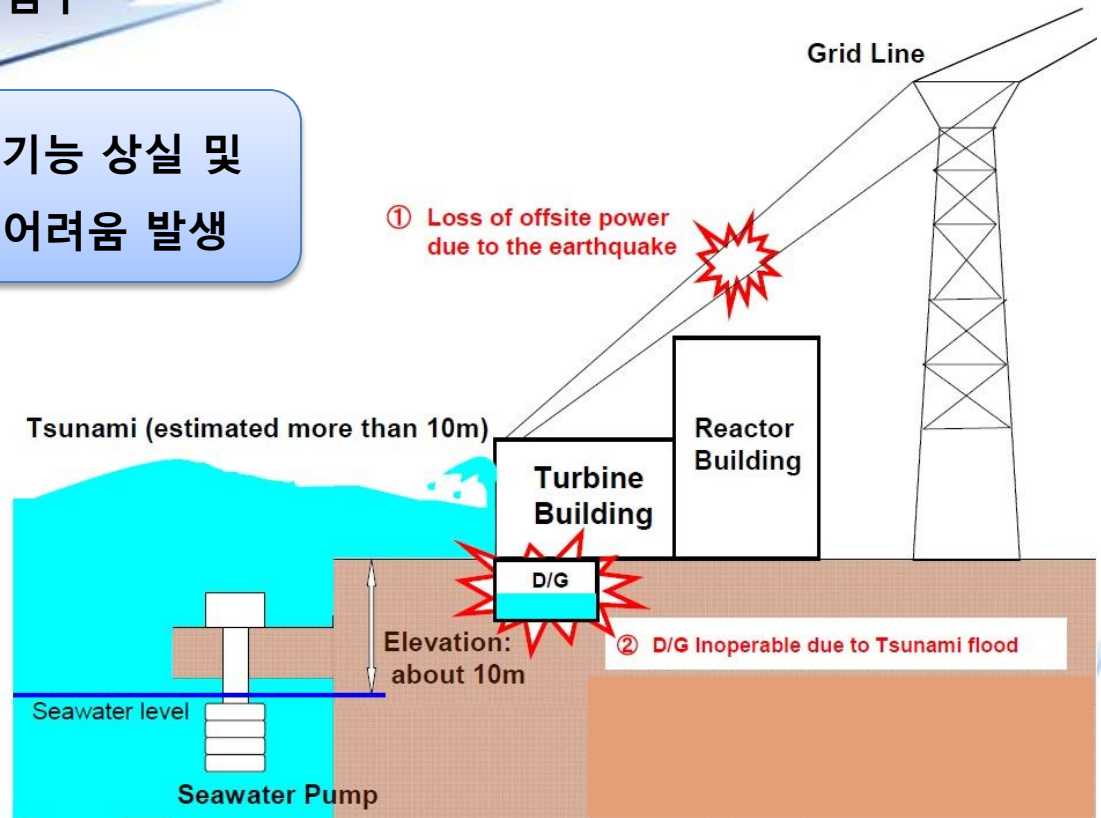 Grid Line
기능 상실 및
어려움 발생
① Loss of offsite power
due to the earthquake
Tsunami (estimated more than 10m)
Reactor
Building
Turbine
Building
D/G
Elevation:
about 10m
② D/G Inoperable due to Tsunami flood
Seawater level
Seawater Pump